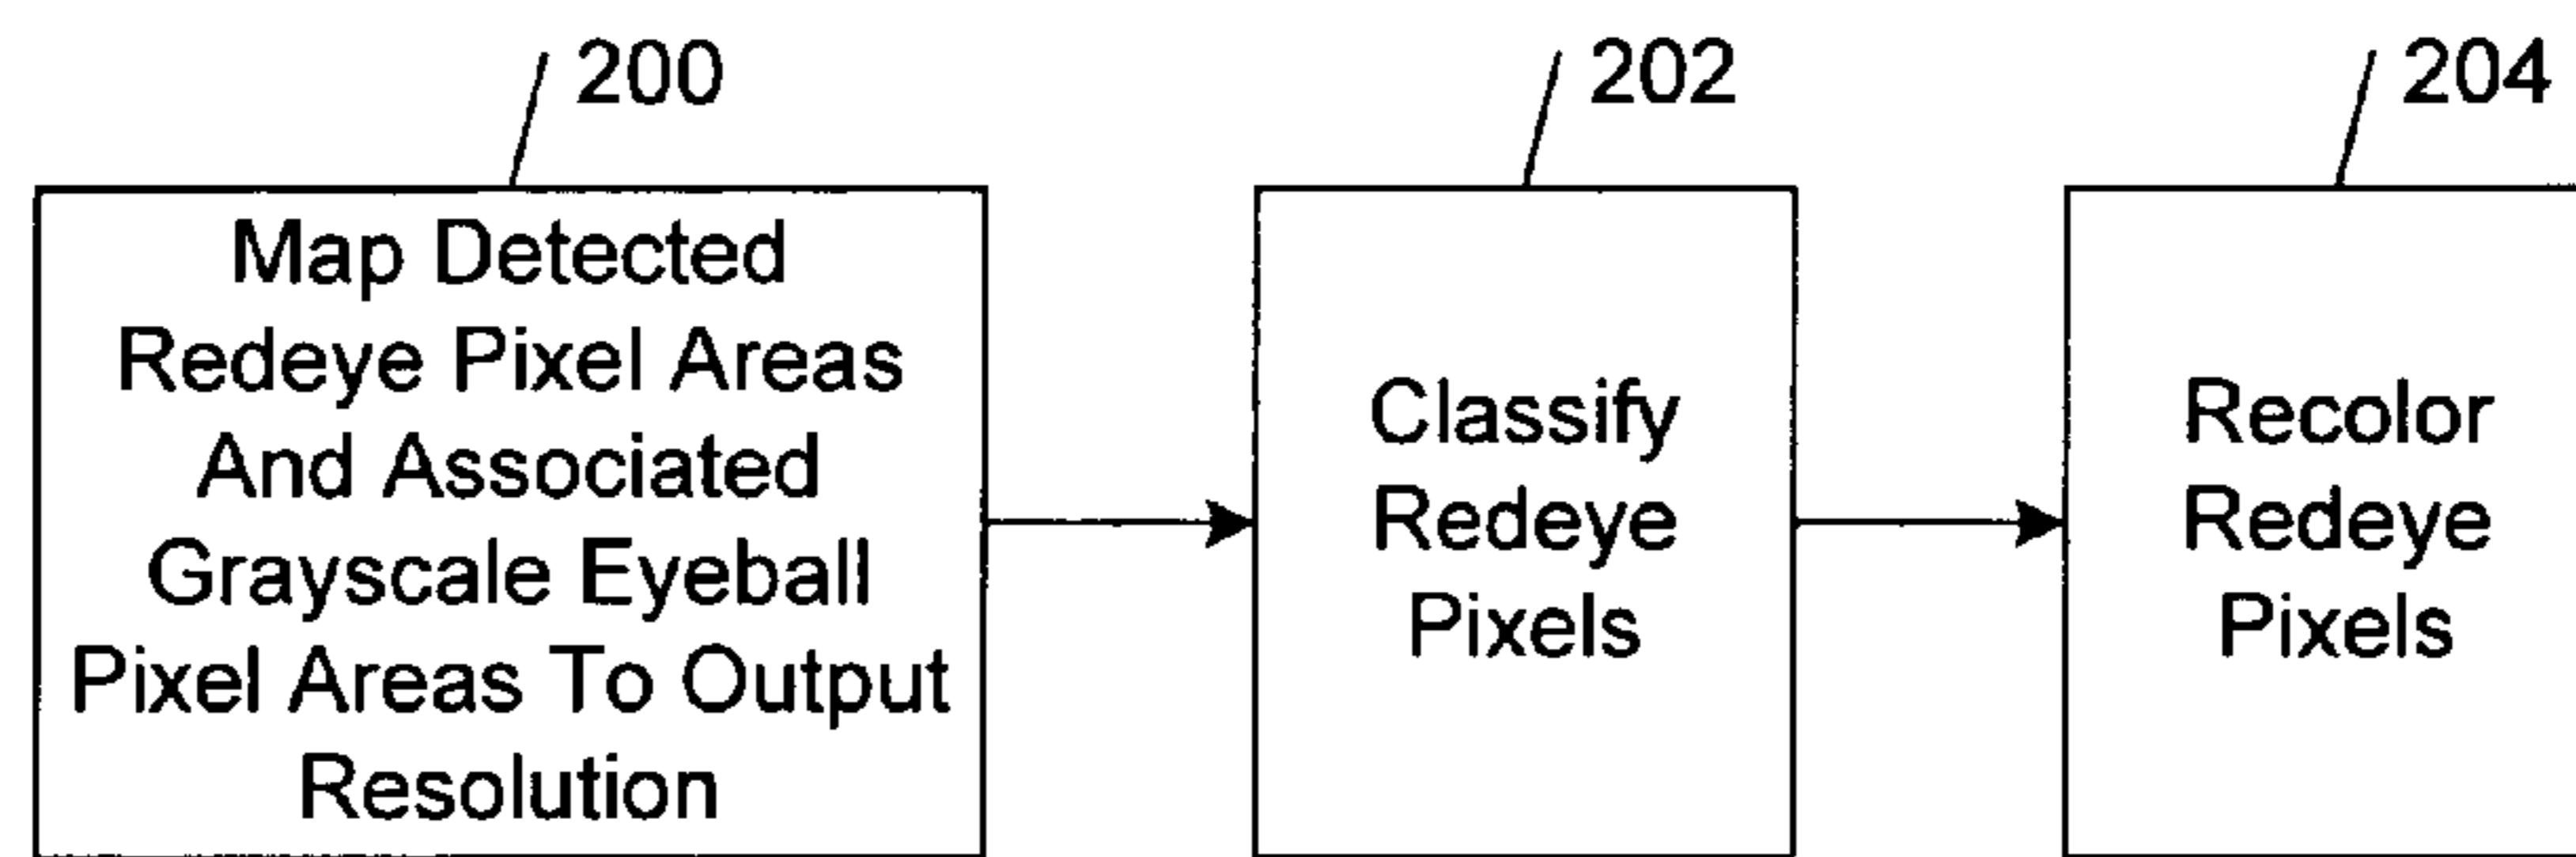 200
202
204
Map Detected
Redeye Pixel Areas
And Associated
Grayscale Eyeball
Pixel Areas To Output
Resolution
Classify
Redeye
Pixels
Recolor
Redeye
Pixels